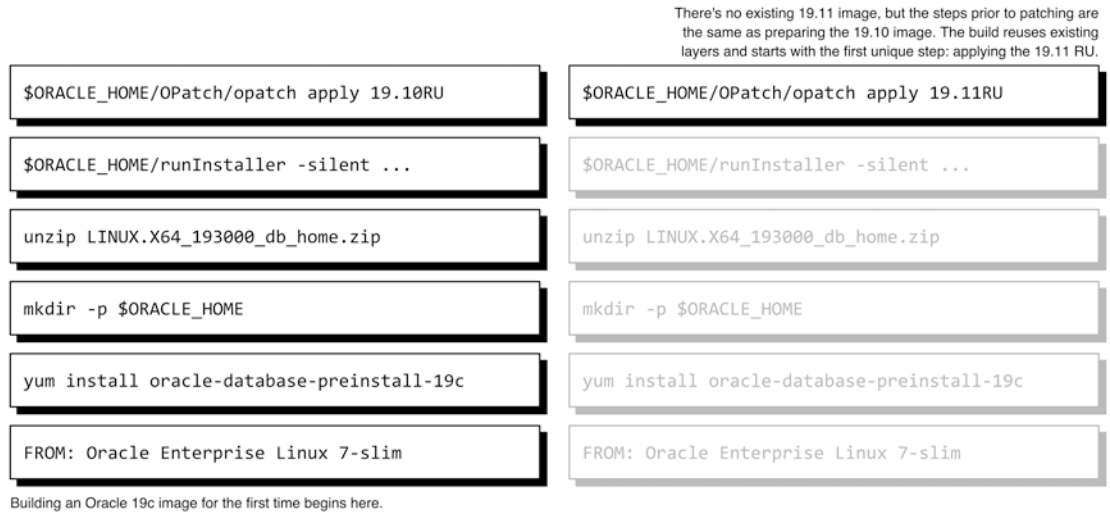 There's no existing 19.11 image, but the steps prior to patching are
the same as preparing the 19.10 image. The build reuses existing
layers and starts with the first unique step: applying the 19.11 RU.
$ORACLE_HOME/OPatch/opatch apply 19.10RU
$ORACLE_HOME/runInstaller -silent ...
unzip LINUX.X64_193000_db_home.zip
mkdir -p $ORACLE_HOME
yum install oracle-database-preinstall-19c
FROM: Oracle Enterprise Linux 7-slim
Building an Oracle 19c image for the first time begins here.
$ORACLE_HOME/OPatch/opatch apply 19.11RU
$ORACLE_HOME/runInstaller -silent ...
unzip LINUX.X64_193000_db_home.zip
mkdir -p $ORACLE_HOME
yum install oracle-database-preinstall-19c
FROM: Oracle Enterprise Linux 7-slim